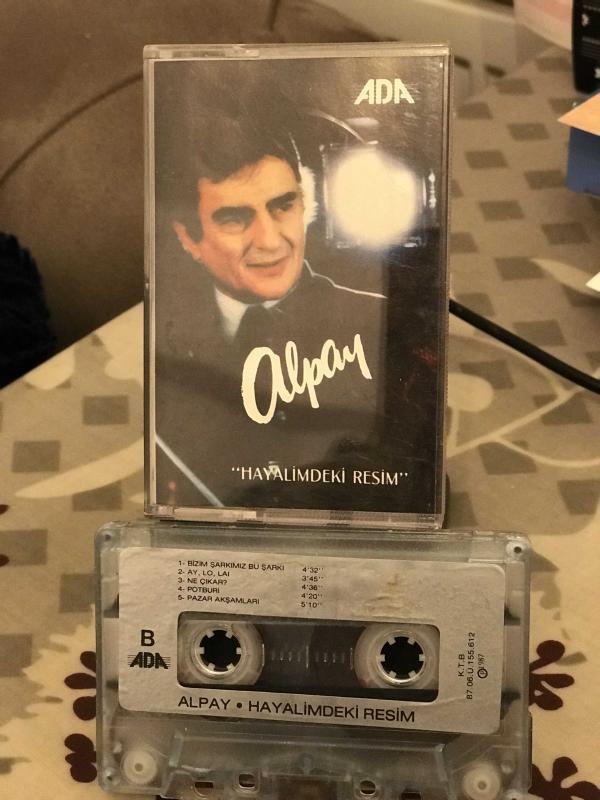 ADA
alpay
"HAYALİMDEKİ RESİM"
1- BİZİM ŞARKIMIZ BU ŞARKI 4'32''
2- AY, LO, LAI 3'45''
3- NE ÇIKAR? 4'36''
4- POTBURİ 4'20''
5- PAZAR AKŞAMLARI 5'10''
B
ADA
K.T.B
87.06.Ü.155.612
℗1987
ALPAY • HAYALİMDEKİ RESİM